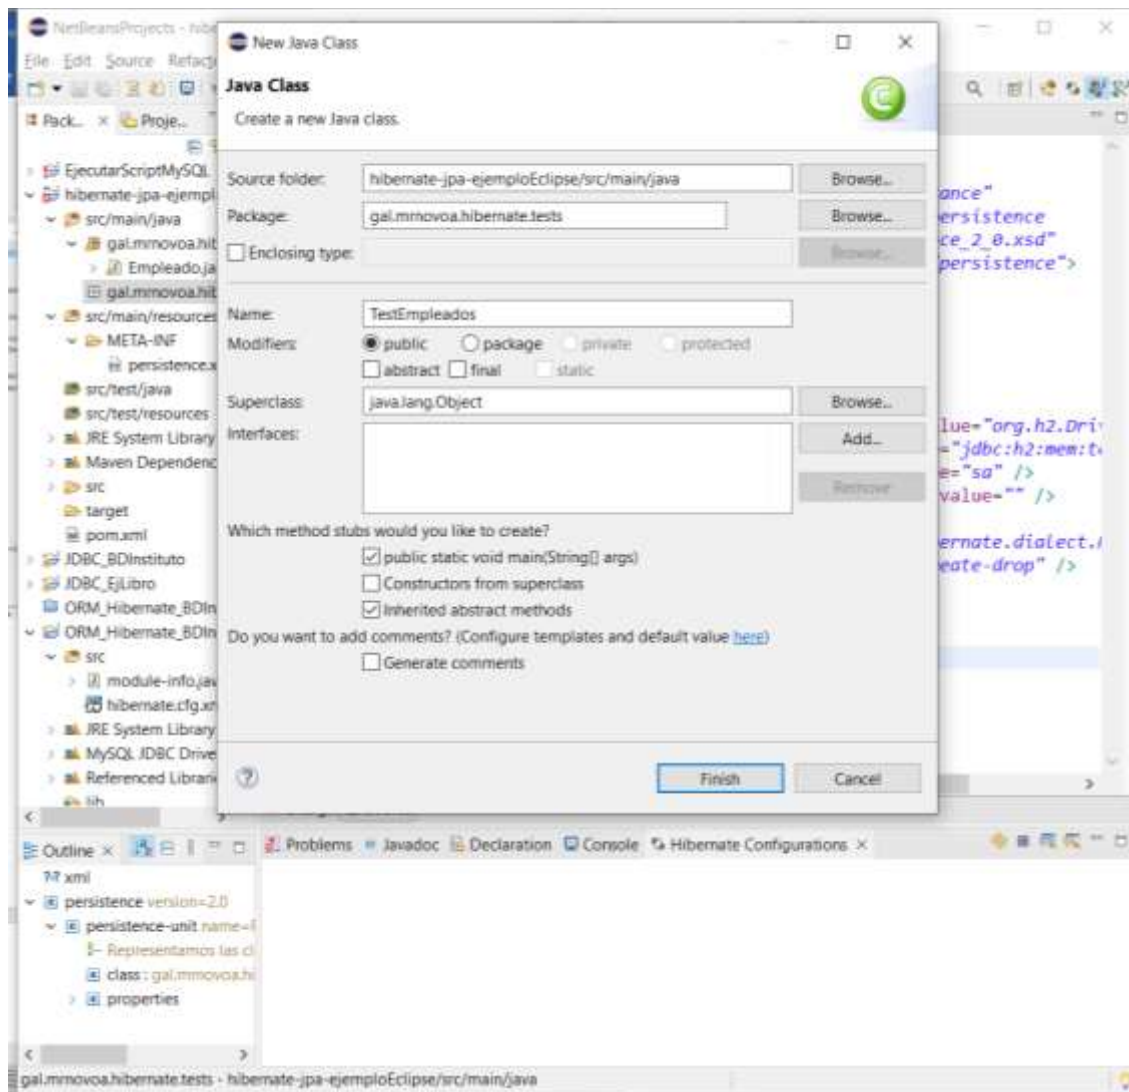 NetBeansProjects - hibe
File Edit Source Refact
Pack... × Proje...
EjecutarScriptMySQL
hibernate-jpa-ejempl
src/main/java
gal.mrnovoa.hib
Empleado.ja
gal.mrnovoa.hib
src/main/resources
META-INF
persistence.x
src/test/java
src/test/resources
JRE System Library
Maven Dependenc
src
target
pom.xml
JDBC_BDInstituto
JDBC_EjLibro
ORM_Hibernate_BDIn
ORM_Hibernate_BDIn
src
module-info.jav
hibernate.cfg.xr
JRE System Library
MySQL JDBC Drive
Referenced Librari
lib
New Java Class
Java Class
Create a new Java class.
Source folder: hibernate-jpa-ejemploEclipse/src/main/java Browse...
Package: gal.mrnovoa.hibernate.tests Browse...
Enclosing type: Browse...
Name: TestEmpleados
Modifiers: public package private protected
abstract final static
Superclass: java.lang.Object Browse...
Interfaces: Add...
Remove
Which method stubs would you like to create?
public static void main(String[] args)
Constructors from superclass
Inherited abstract methods
Do you want to add comments? (Configure templates and default value here)
Generate comments
Finish Cancel
ance"
ersistence
ce_2_0.xsd"
persistence">
lue="org.h2.Dri
="jdbc:h2:mem:t
e="sa" />
value="" />
ernate.dialect.
eate-drop" />
Outline ×
?-? xml
persistence version=2.0
persistence-unit name=
Representamos las cl
class : gal.mrnovoa.hi
properties
Problems Javadoc Declaration Console Hibernate Configurations ×
gal.mrnovoa.hibernate.tests - hibernate-jpa-ejemploEclipse/src/main/java